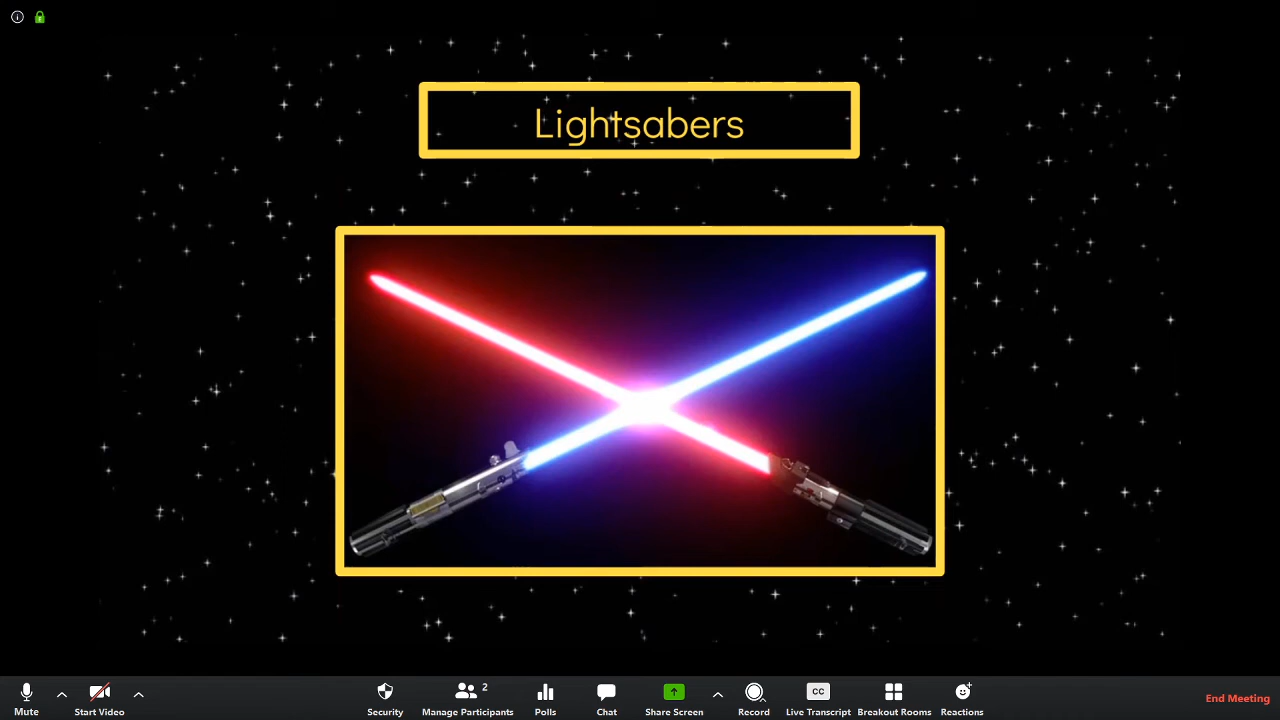 Lightsabers
Mute
Start Video
Security
Manage Participants
2
Polls
Chat
Share Screen
Record
CC
Live Transcript
Breakout Rooms
Reactions
End Meeting